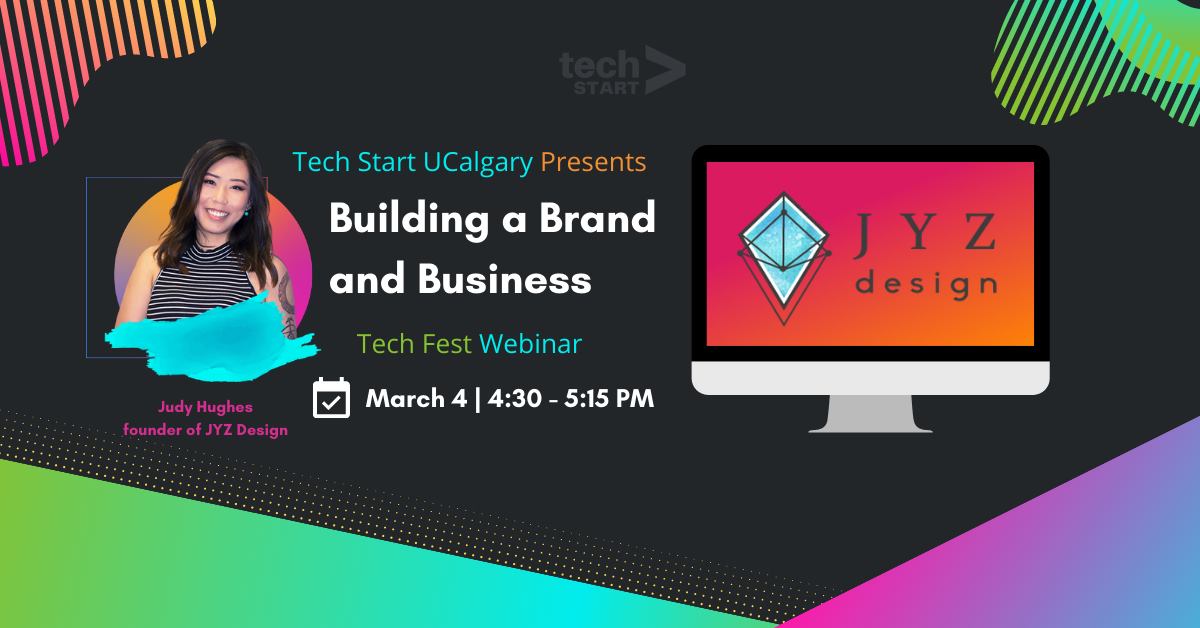 tech
START
Tech Start UCalgary Presents
Building a Brand
and Business
Tech Fest Webinar
March 4 | 4:30 - 5:15 PM
Judy Hughes
founder of JYZ Design
JYZ
design